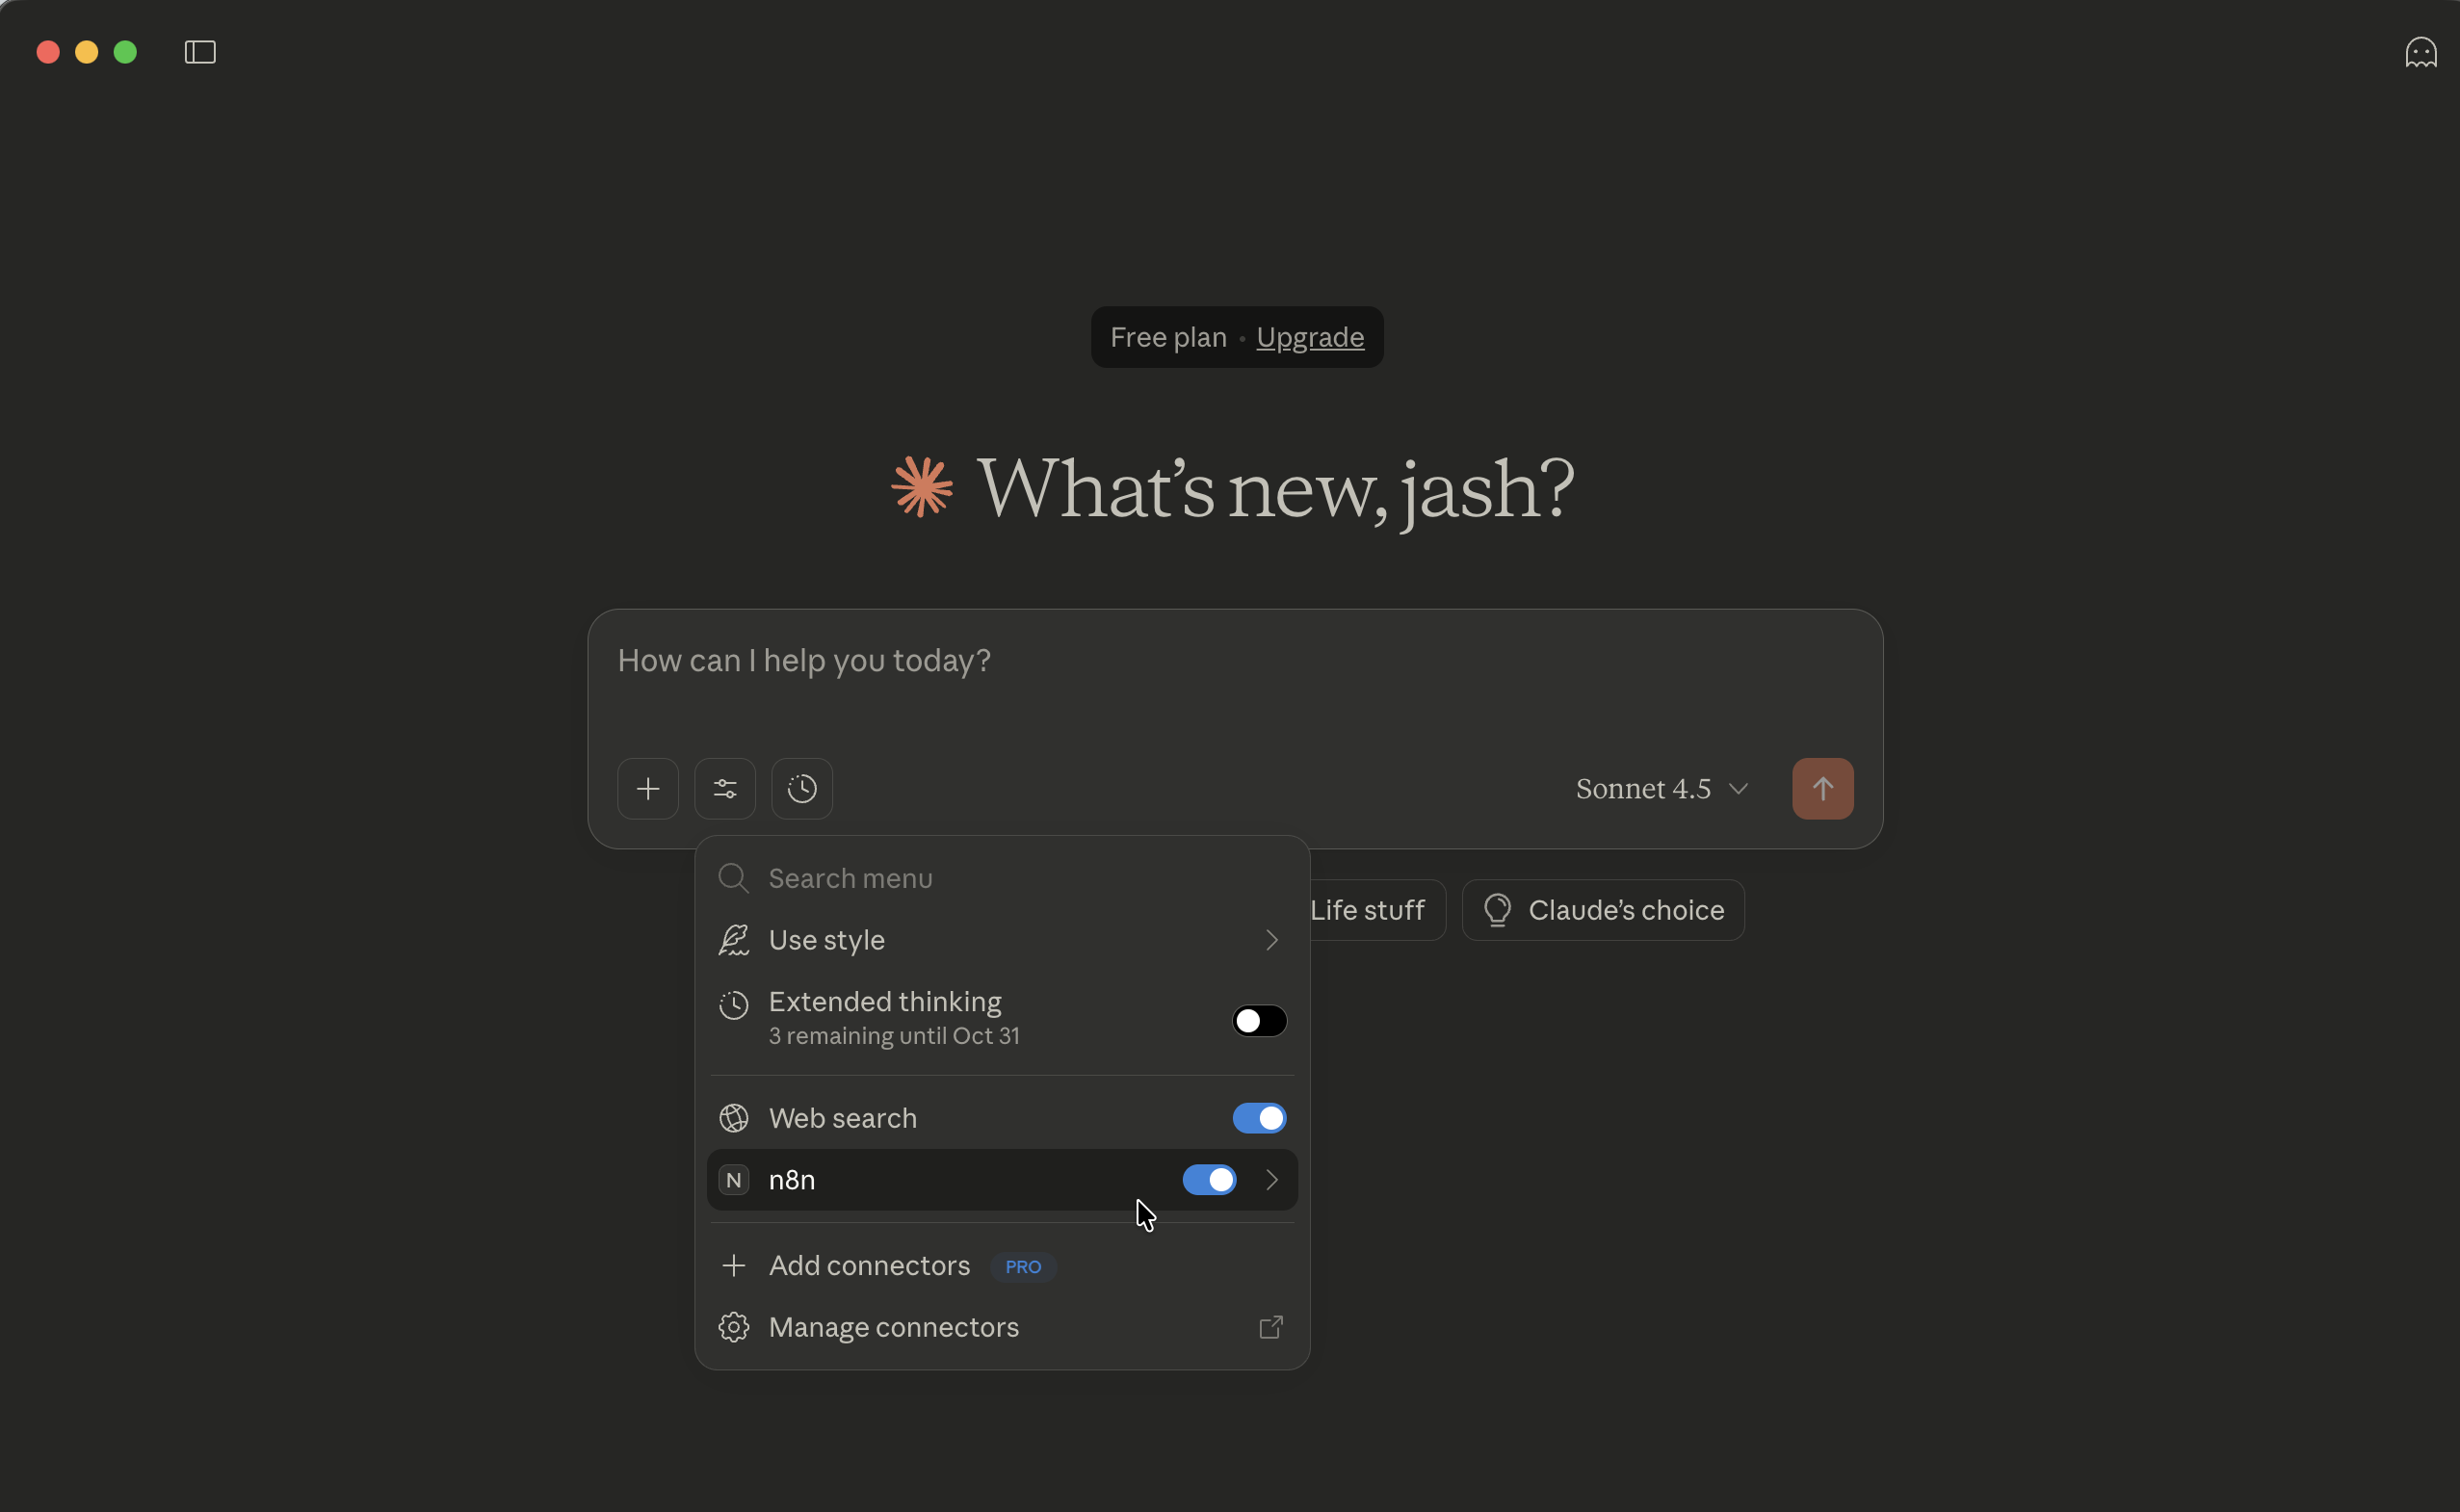 Free plan • Upgrade
What’s new, jash?
How can I help you today?
Sonnet 4.5
Search menu
Life stuff
Claude’s choice
Use style
Extended thinking
3 remaining until Oct 31
Web search
N n8n
Add connectors PRO
Manage connectors